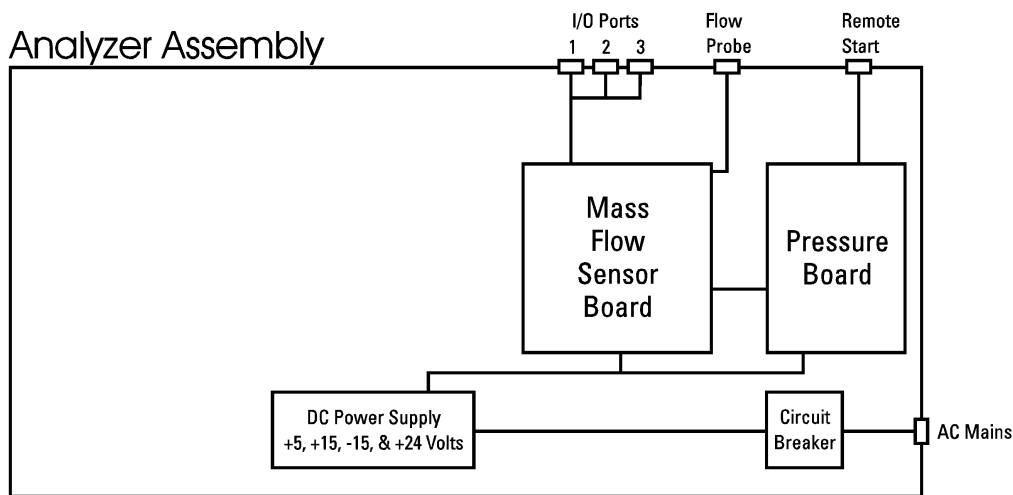 Analyzer Assembly
I/O Ports
1 2 3
Flow
Probe
Remote
Start
Mass
Flow
Sensor
Board
Pressure
Board
DC Power Supply
+5, +15, -15, & +24 Volts
Circuit
Breaker
AC Mains